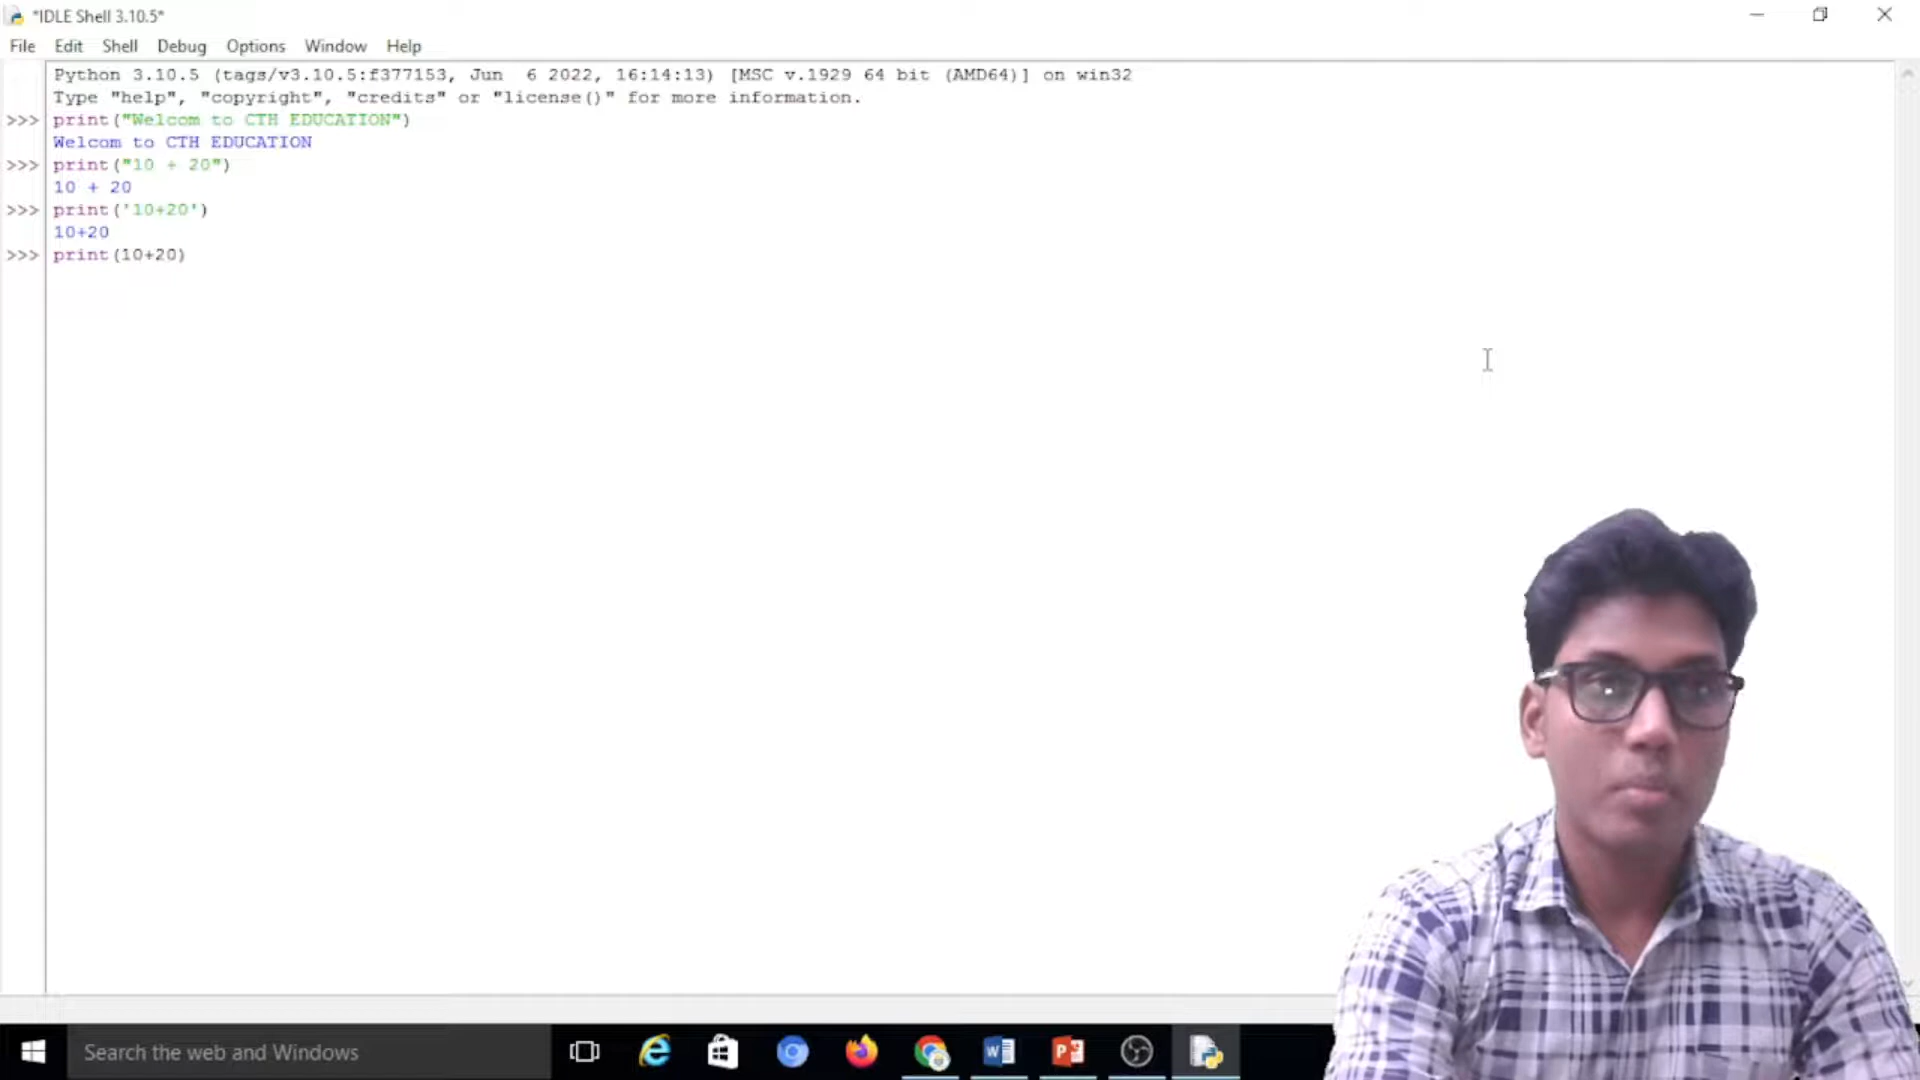 *IDLE Shell 3.10.5*
File Edit Shell Debug Options Window Help
Python 3.10.5 (tags/v3.10.5:f377153, Jun  6 2022, 16:14:13) [MSC v.1929 64 bit (AMD64)] on win32
Type "help", "copyright", "credits" or "license()" for more information.
>>> print("Welcom to CTH EDUCATION")
Welcom to CTH EDUCATION
>>> print("10 + 20")
10 + 20
>>> print('10+20')
10+20
>>> print(10+20)
Search the web and Windows